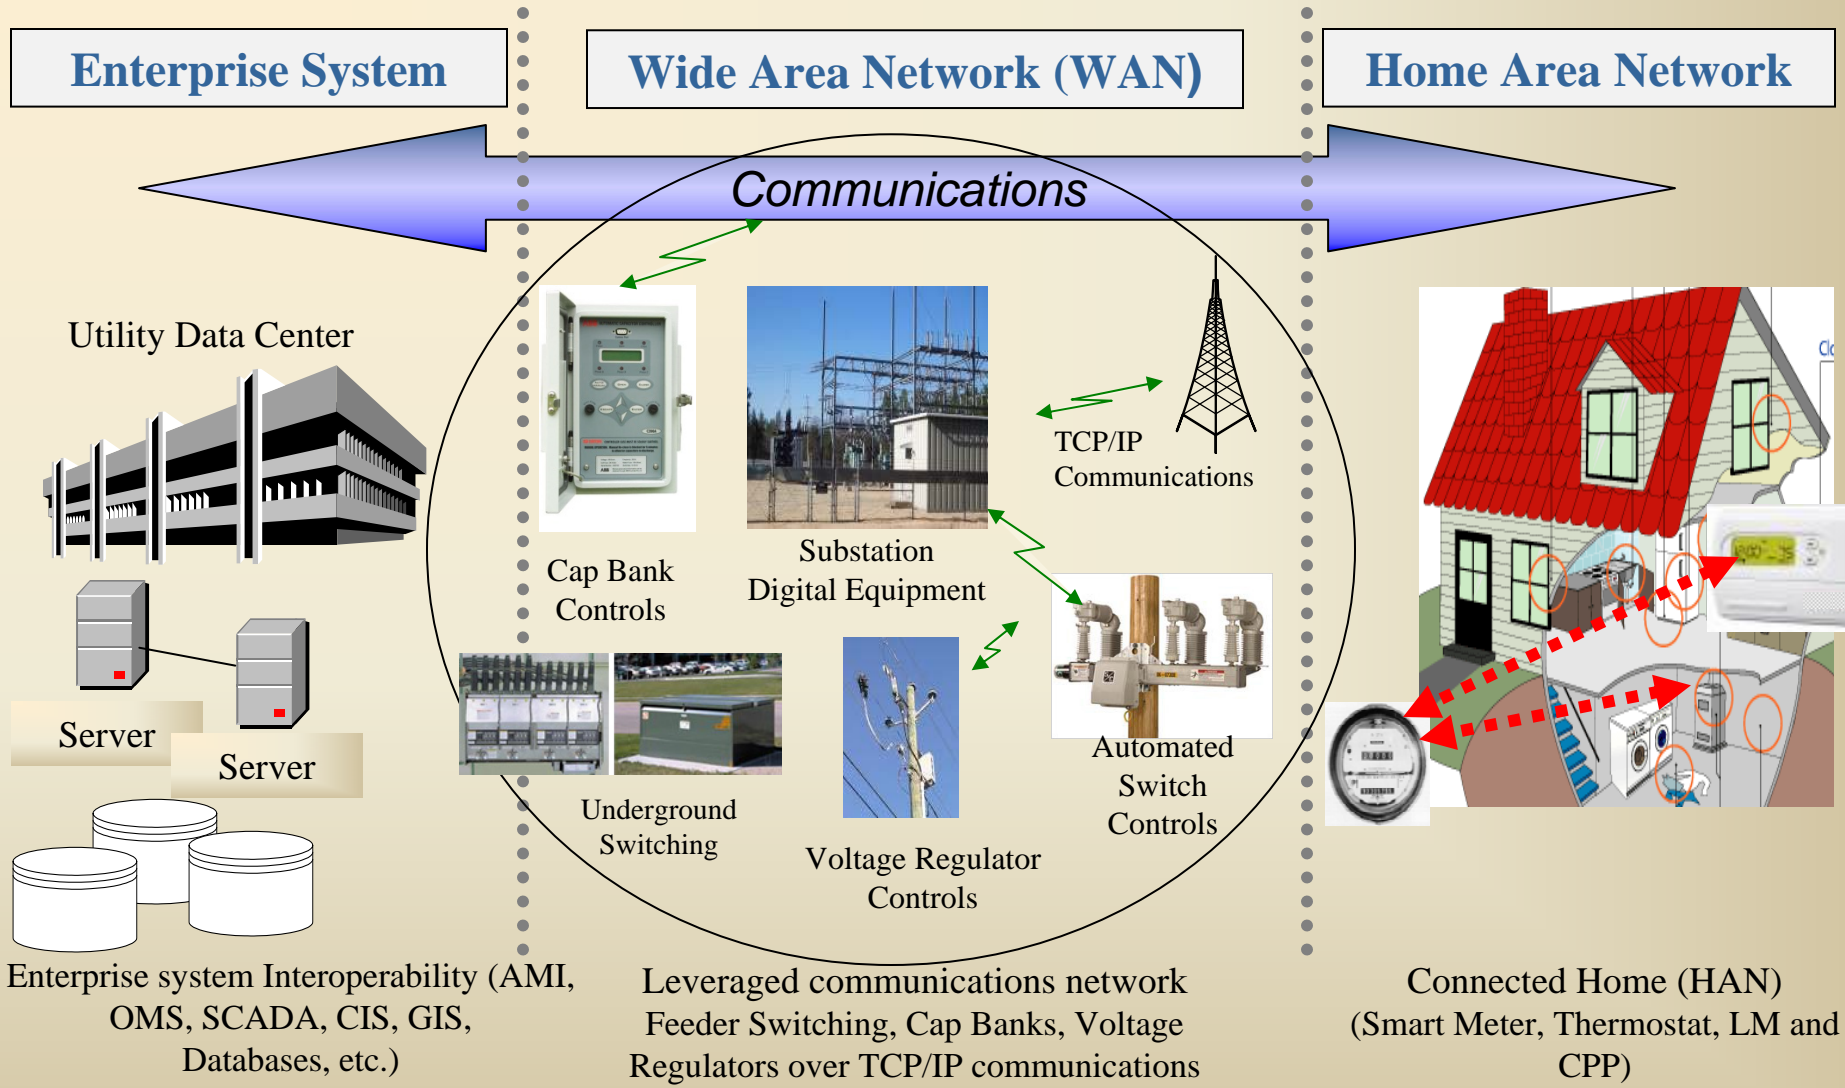 Enterprise System
Wide Area Network (WAN)
Home Area Network
Communications
Utility Data Center
Server
Server
Enterprise system Interoperability (AMI,
OMS, SCADA, CIS, GIS,
Databases, etc.)
Cap Bank
Controls
Substation
Digital Equipment
TCP/IP
Communications
Underground
Switching
Voltage Regulator
Controls
Automated
Switch
Controls
Leveraged communications network
Feeder Switching, Cap Banks, Voltage
Regulators over TCP/IP communications
ABB
Clo
Connected Home (HAN)
(Smart Meter, Thermostat, LM and
CPP)